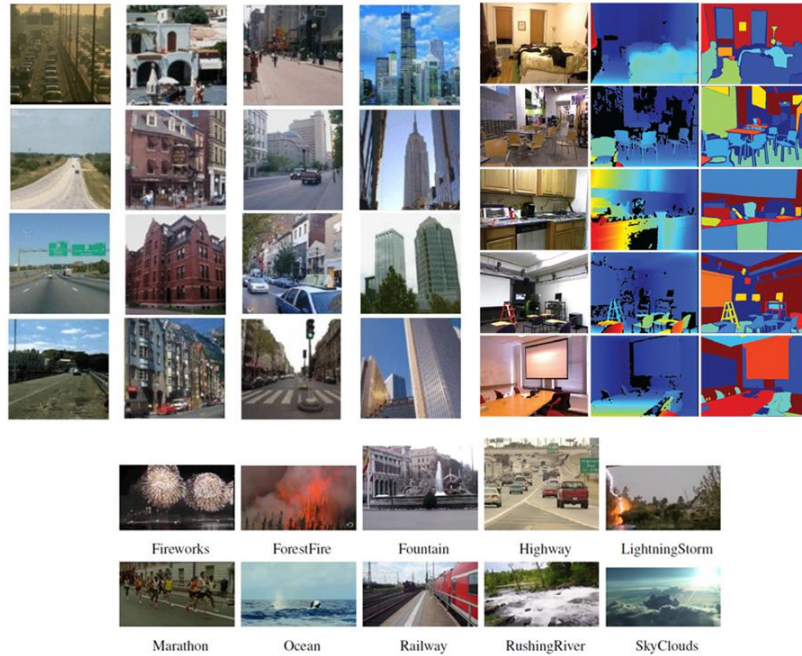 Fireworks
ForestFire
Fountain
Highway
LightningStorm
Marathon
Ocean
Railway
RushingRiver
SkyClouds